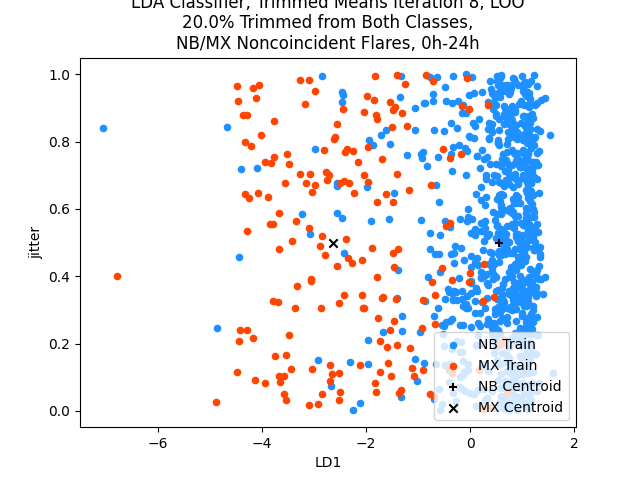 LDA Classifier, Trimmed Means Iteration 8, LOO
20.0% Trimmed from Both Classes,
NB/MX Noncoincident Flares, 0h-24h
1.0
0.8
0.6
0.4
0.2
0.0
jitter
NB Train
MX Train
NB Centroid
MX Centroid
−6
−4
−2
0
2
LD1